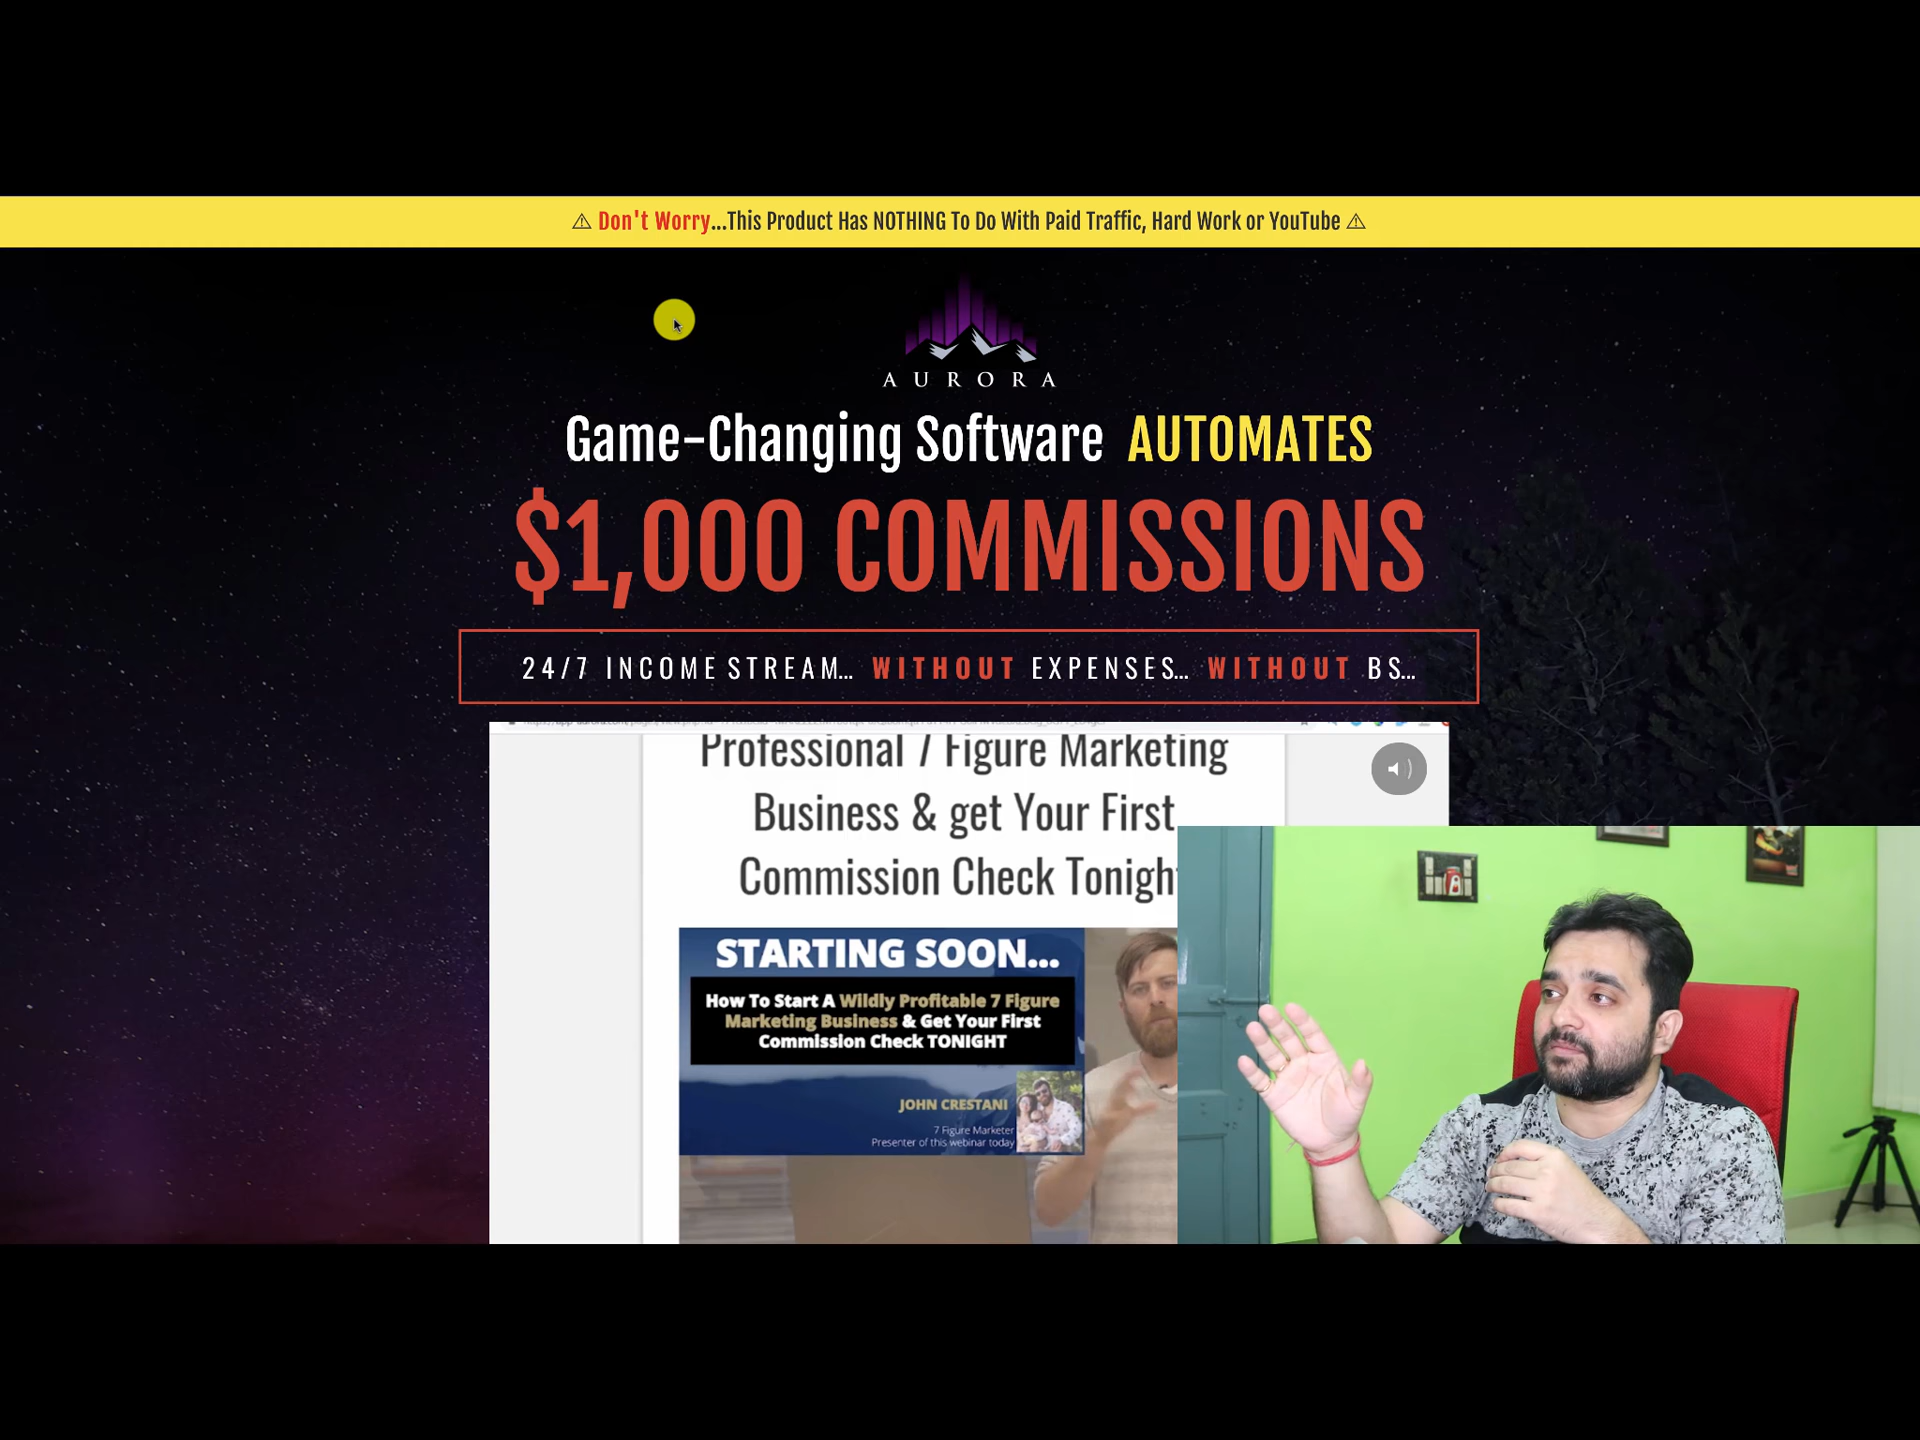 ⚠ Don't Worry...This Product Has NOTHING To Do With Paid Traffic, Hard Work or YouTube ⚠
AURORA
Game-Changing Software AUTOMATES
$1,000 COMMISSIONS
24/7 INCOME STREAM... WITHOUT EXPENSES... WITHOUT BS...
Professional 7 Figure Marketing
Business & get Your First
Commission Check Tonight
STARTING SOON...
How To Start A Wildly Profitable 7 Figure
Marketing Business & Get Your First
Commission Check TONIGHT
JOHN CRESTANI
7 Figure Marketer
Presenter of this webinar today